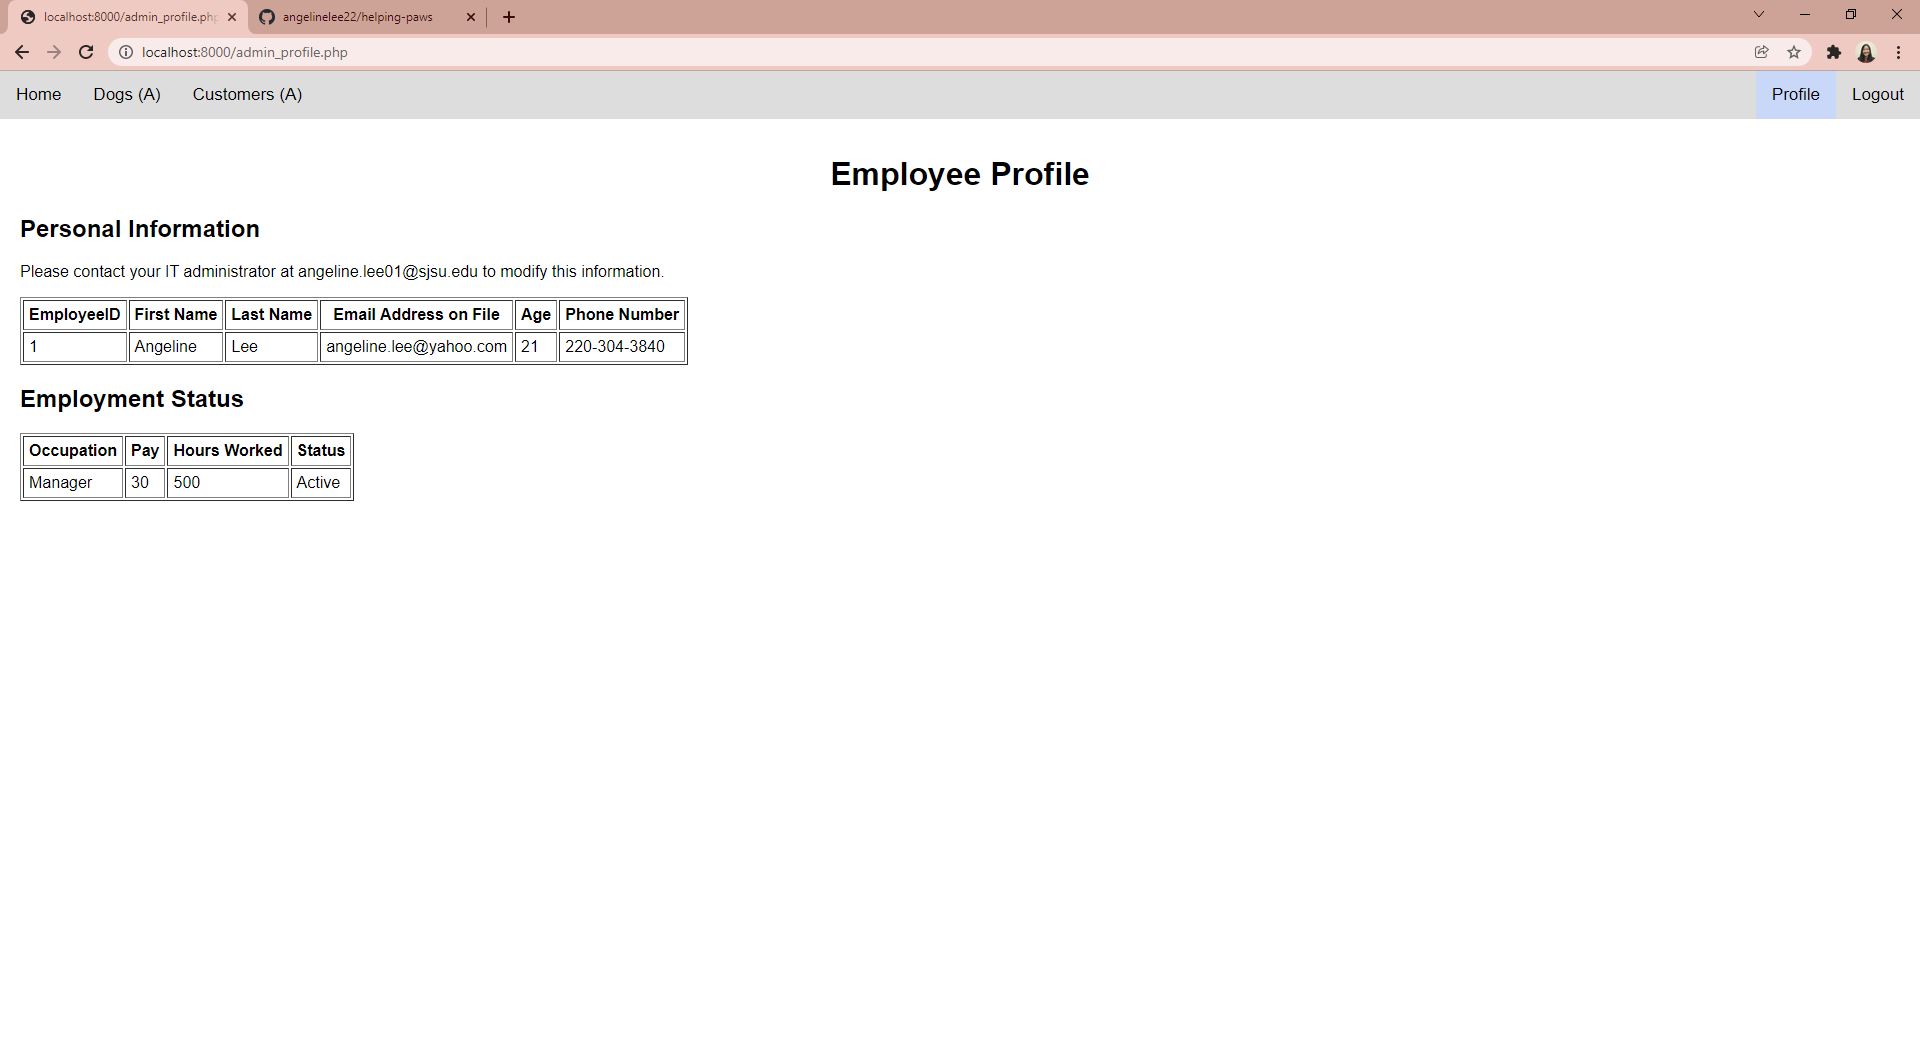 localhost:8000/admin_profile.php
angelinelee22/helping-paws
localhost:8000/admin_profile.php
Home Dogs (A) Customers (A) Profile Logout
Employee Profile
Personal Information
Please contact your IT administrator at angeline.lee01@sjsu.edu to modify this information.
EmployeeID First Name Last Name Email Address on File Age Phone Number
1 Angeline Lee angeline.lee@yahoo.com 21 220-304-3840
Employment Status
Occupation Pay Hours Worked Status
Manager 30 500 Active